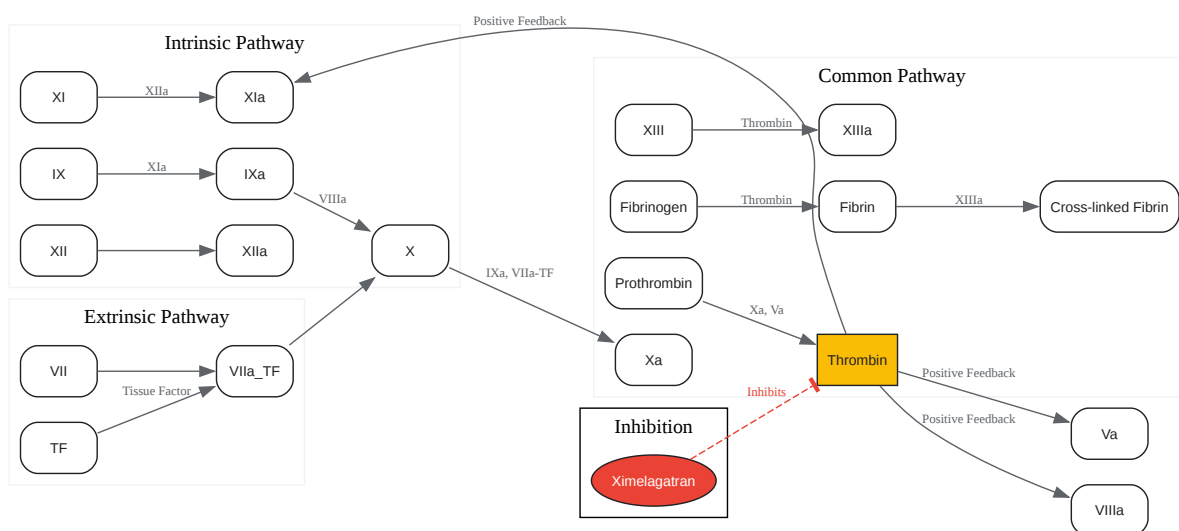 Positive Feedback
Intrinsic Pathway
XI
XIIa
XIa
IX
XIa
IXa
VIIIa
XII
XIIa
X
Extrinsic Pathway
VII
VIIa_TF
Tissue Factor
TF
IXa, VIIa-TF
Common Pathway
XIII
Thrombin
XIIIa
Fibrinogen
Thrombin
Fibrin
XIIIa
Cross-linked Fibrin
Prothrombin
Xa, Va
Xa
Thrombin
Positive Feedback
Inhibits
Positive Feedback
Inhibition
Va
Ximelagatran
VIIIa